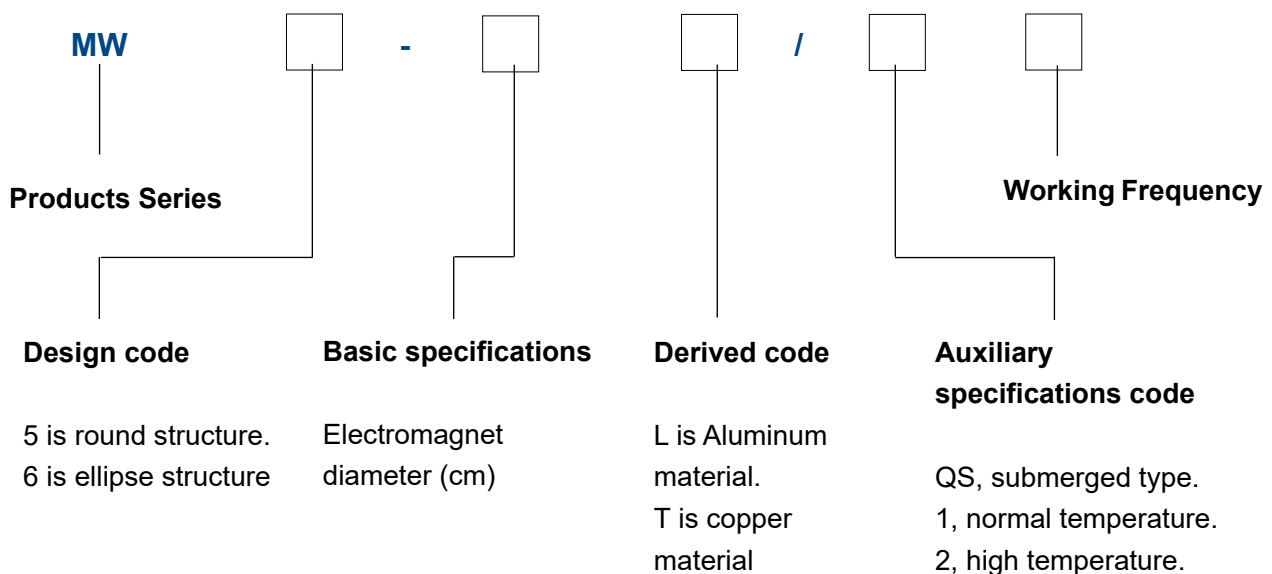 MW - /
Products Series
Working Frequency
Design code
5 is round structure.
6 is ellipse structure
Basic specifications
Electromagnet
diameter (cm)
Derived code
L is Aluminum
material.
T is copper
material
Auxiliary
specifications code
QS, submerged type.
1, normal temperature.
2, high temperature.